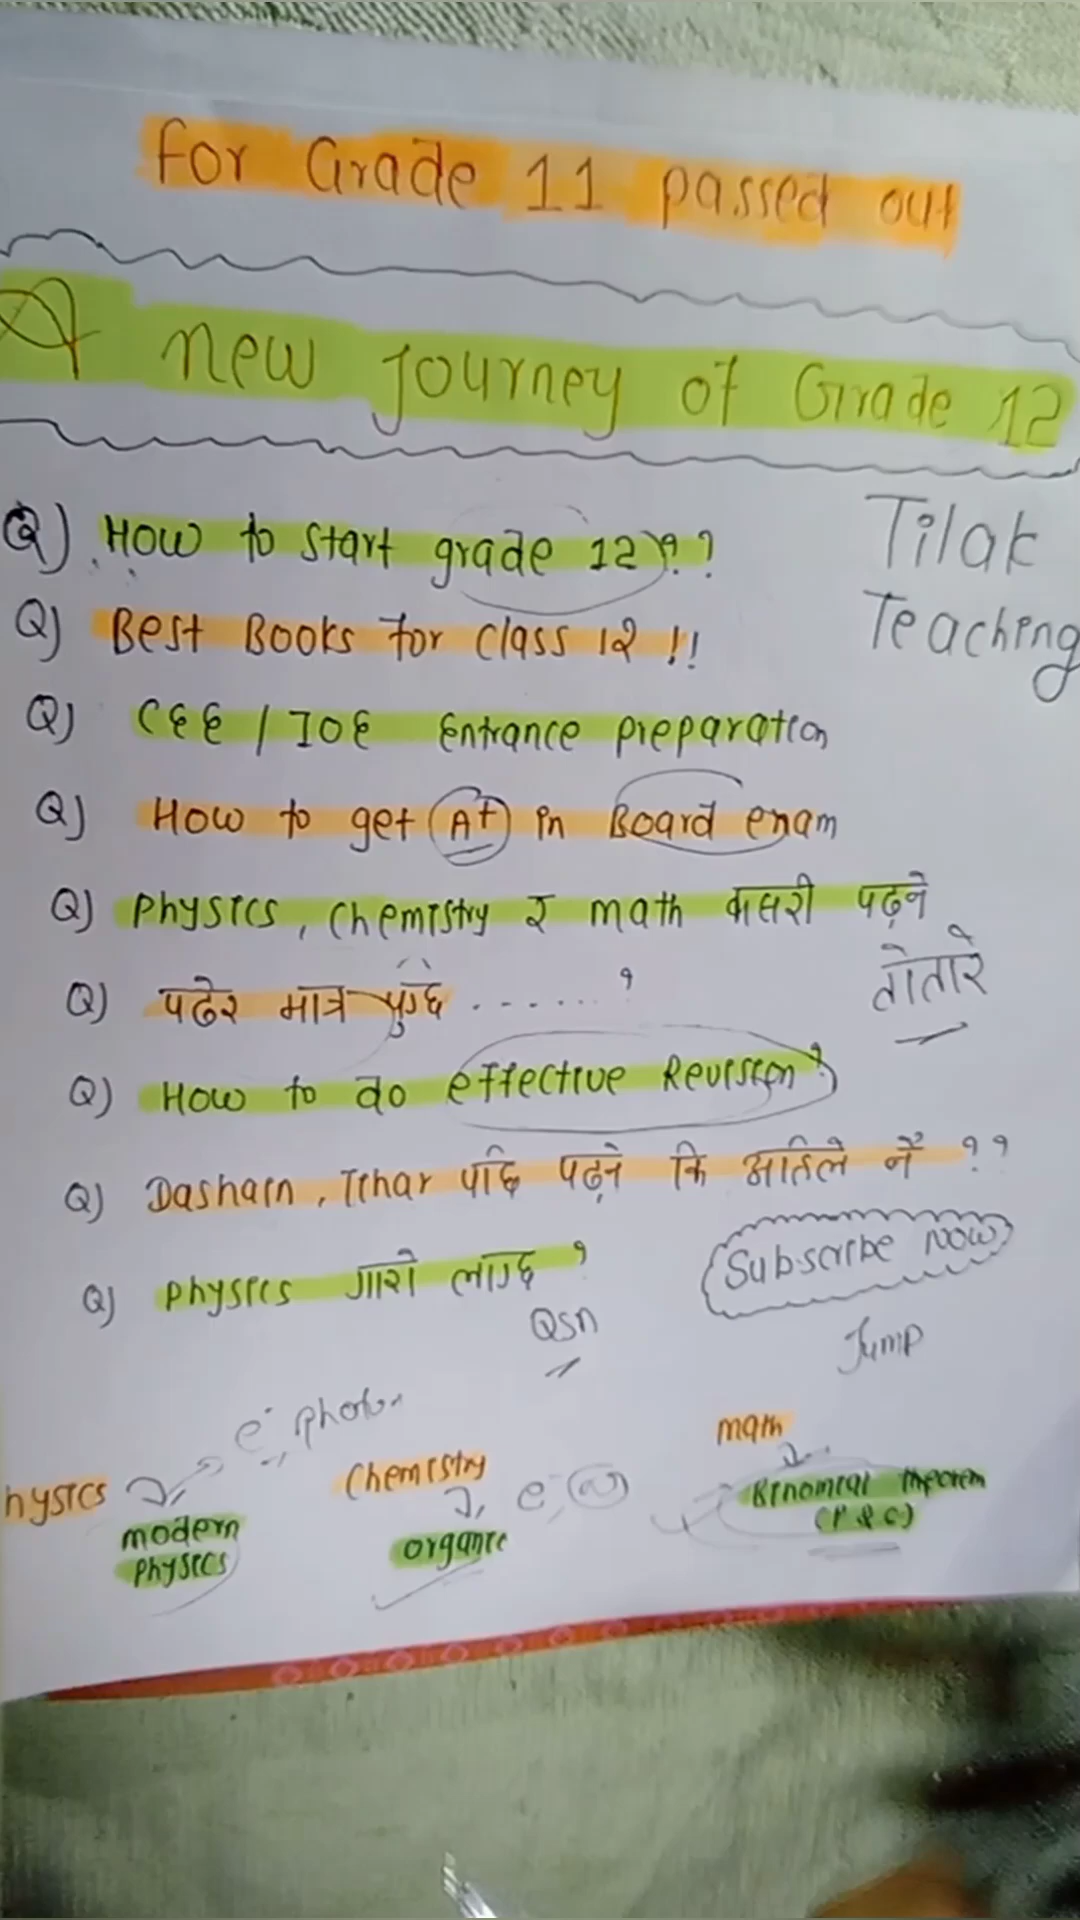 For Grade 11 passed out
A new journey of Grade 12
Q) How to start grade 12 ??
Tilak
Teaching
Q) Best Books for class 12 !!
Q) CEE / IOE Entrance preparation
Q) How to get A+ in Board exam
Q) Physics, Chemistry र math कसरी पढ्ने
तोतारे
Q) पढेर मात्र पुग्छ ......?
Q) How to do effective Revision?
Q) Dashain, Tihar पछि पढ्ने कि अहिले नै ??
Q) Physics गारो लाग्छ ?
Subscribe Now
Qsn
Jump
e⁻ photon
hysics
modern
physics
Chemistry
e⁻
organic
math
Binomial theorem
(P & C)